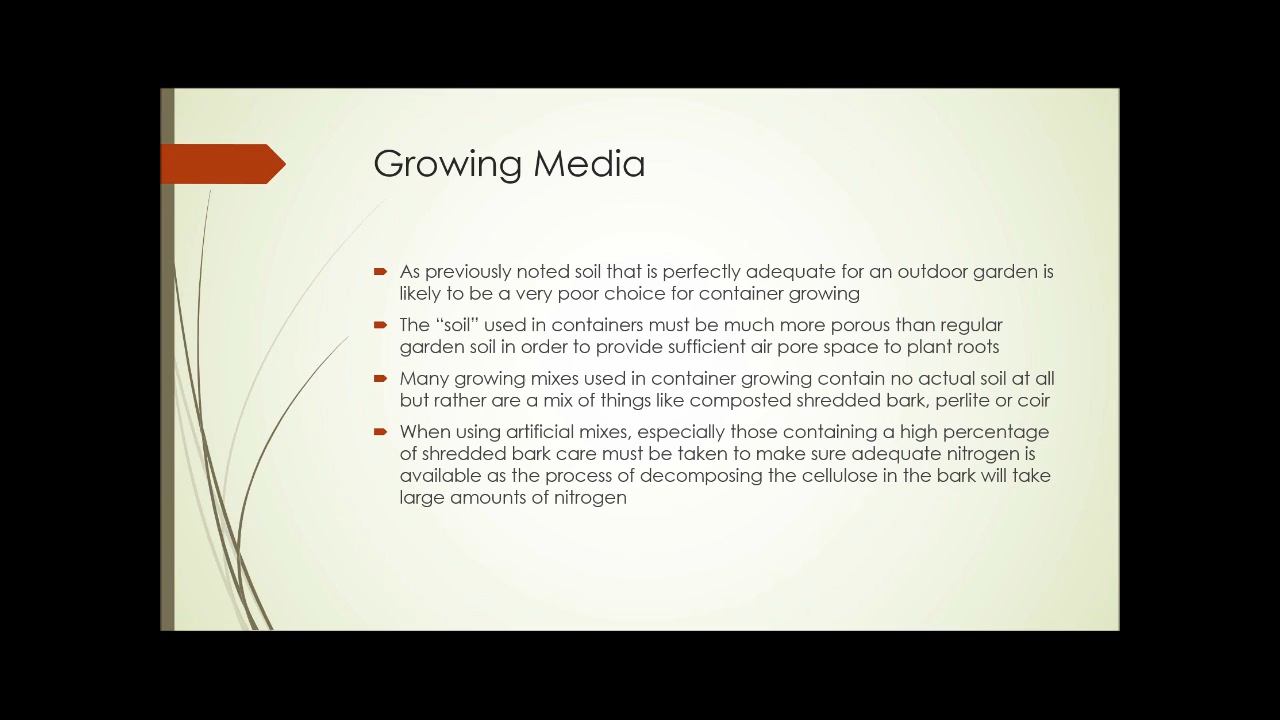 Growing Media
As previously noted soil that is perfectly adequate for an outdoor garden is
likely to be a very poor choice for container growing
The “soil” used in containers must be much more porous than regular
garden soil in order to provide sufficient air pore space to plant roots
Many growing mixes used in container growing contain no actual soil at all
but rather are a mix of things like composted shredded bark, perlite or coir
When using artificial mixes, especially those containing a high percentage
of shredded bark care must be taken to make sure adequate nitrogen is
available as the process of decomposing the cellulose in the bark will take
large amounts of nitrogen